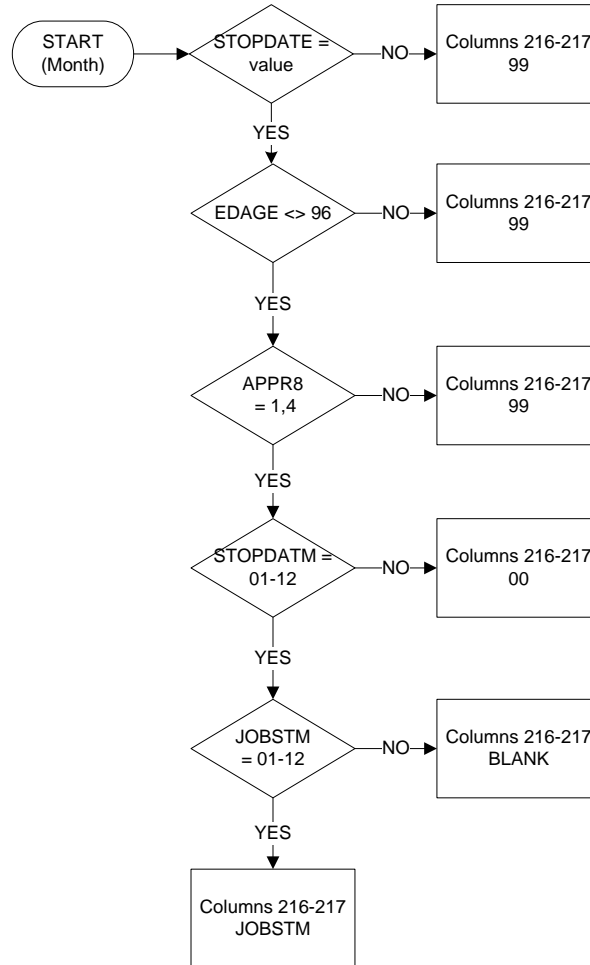 START
(Month)
STOPDATE =
value
NO
Columns 216-217
99
YES
EDAGE <> 96
NO
Columns 216-217
99
YES
APPR8
= 1,4
NO
Columns 216-217
99
YES
STOPDATM =
01-12
NO
Columns 216-217
00
YES
JOBSTM
= 01-12
NO
Columns 216-217
BLANK
YES
Columns 216-217
JOBSTM